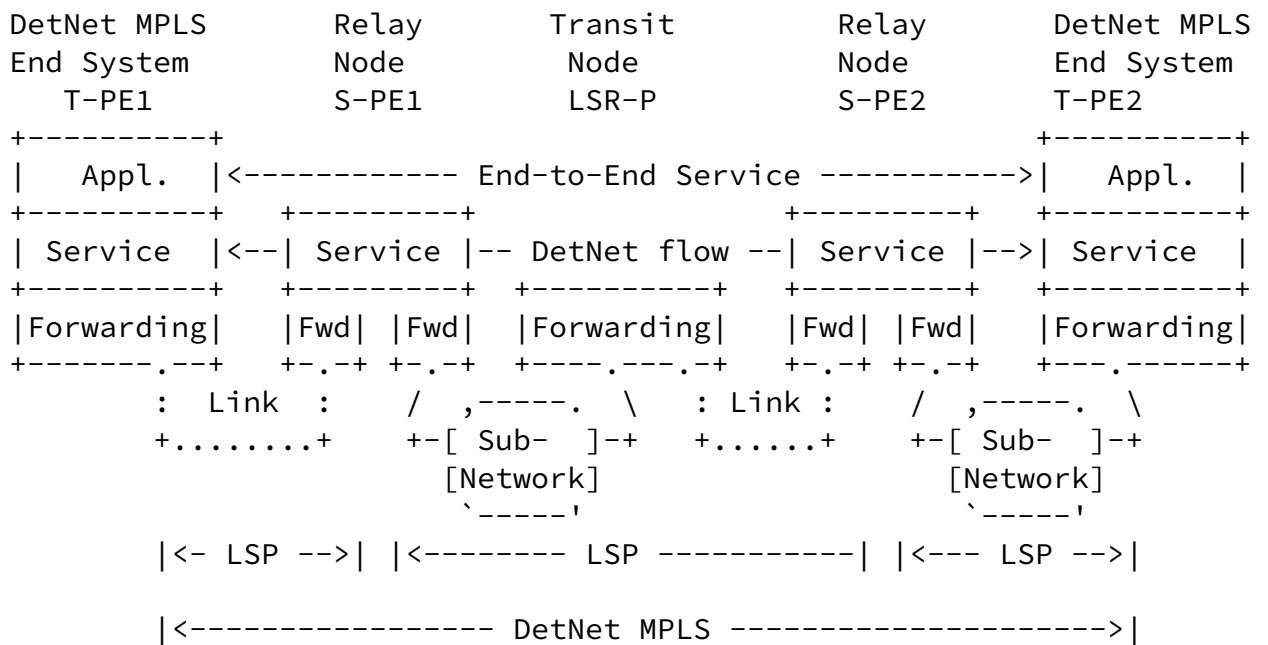 DetNet MPLS Relay Transit Relay DetNet MPLS
End System Node Node Node End System
T-PE1 S-PE1 LSR-P S-PE2 T-PE2
+----------+ +----------+
| Appl. |<------------ End-to-End Service ----------->| Appl. |
+----------+ +---------+ +---------+ +----------+
| Service |<--| Service |-- DetNet flow --| Service |-->| Service |
+----------+ +---------+ +----------+ +---------+ +----------+
|Forwarding| |Fwd| |Fwd| |Forwarding| |Fwd| |Fwd| |Forwarding|
+-------.--+ +-.-+ +-.-+ +----.---.-+ +-.-+ +-.-+ +---.------+
: Link : / ,-----. \ : Link : / ,-----. \
+........+ +-[ Sub- ]-+ +......+ +-[ Sub- ]-+
[Network] [Network]
`-----' `-----'
|<- LSP -->| |<-------- LSP -----------| |<--- LSP -->|
|<----------------- DetNet MPLS --------------------->|